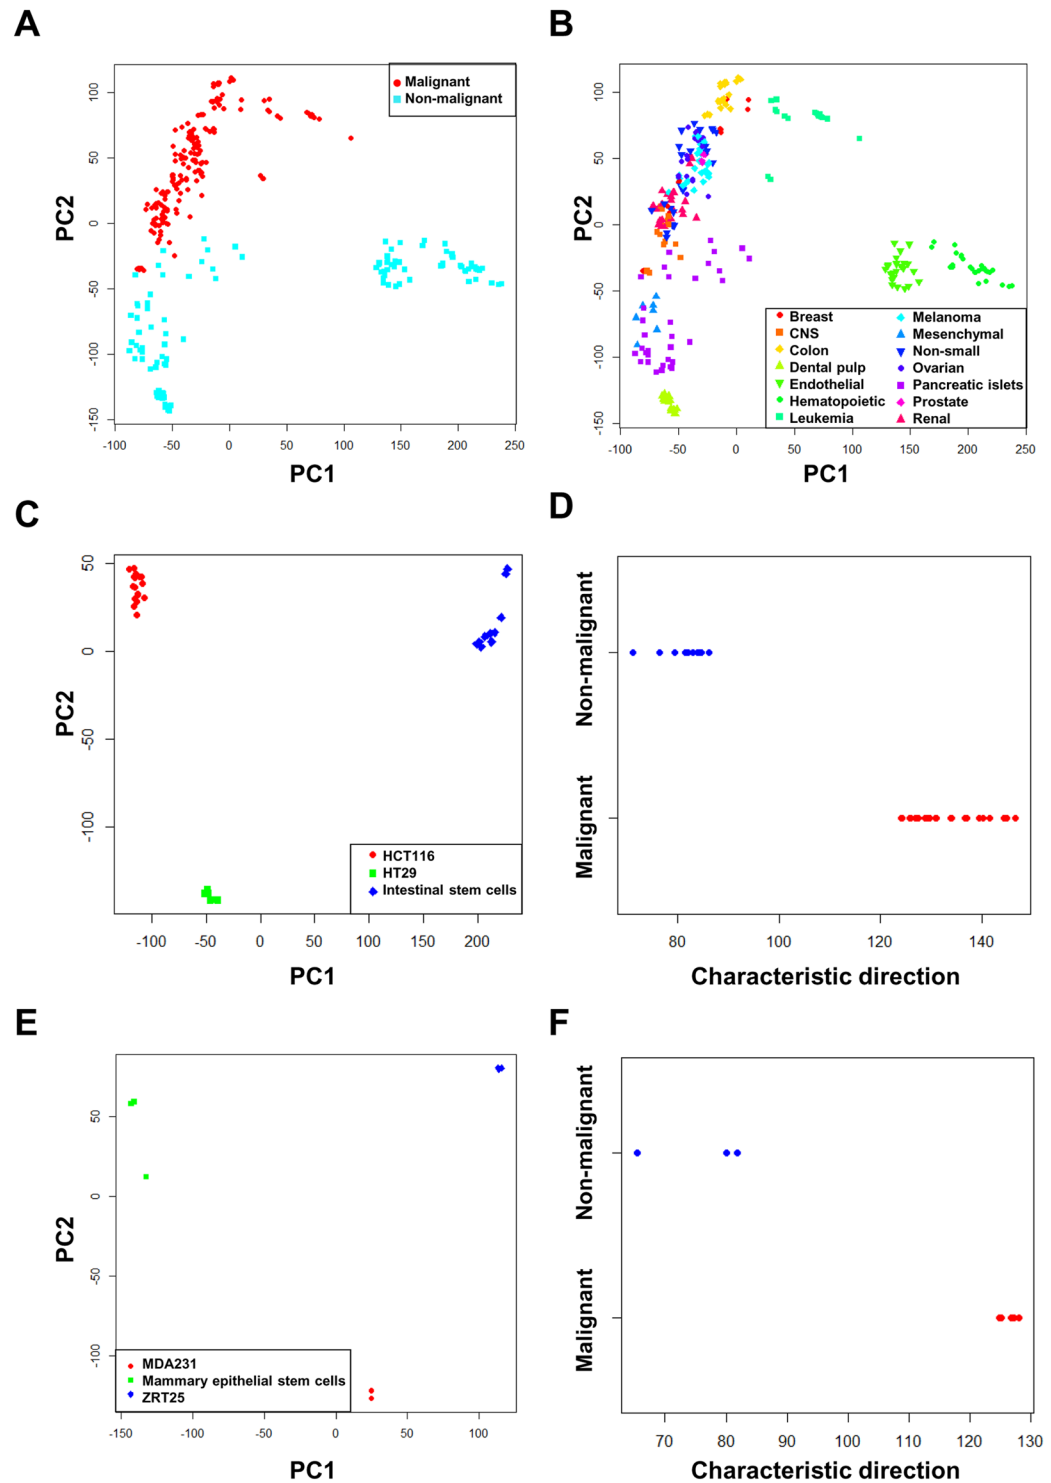 A
100
50
0
-50
-100
-150
PC2
Malignant
Non-malignant
-100 -50 0 50 100 150 200 250
PC1
B
100
50
0
-50
-100
-150
PC2
Breast
CNS
Colon
Dental pulp
Endothelial
Hematopoietic
Leukemia
Melanoma
Mesenchymal
Non-small
Ovarian
Pancreatic islets
Prostate
Renal
-100 -50 0 50 100 150 200 250
PC1
C
50
0
-50
-100
PC2
HCT116
HT29
Intestinal stem cells
-100 -50 0 50 100 150 200
PC1
D
Non-malignant
Malignant
80 100 120 140
Characteristic direction
E
50
0
-50
-100
PC2
MDA231
Mammary epithelial stem cells
ZRT25
-150 -100 -50 0 50 100
PC1
F
Non-malignant
Malignant
70 80 90 100 110 120 130
Characteristic direction